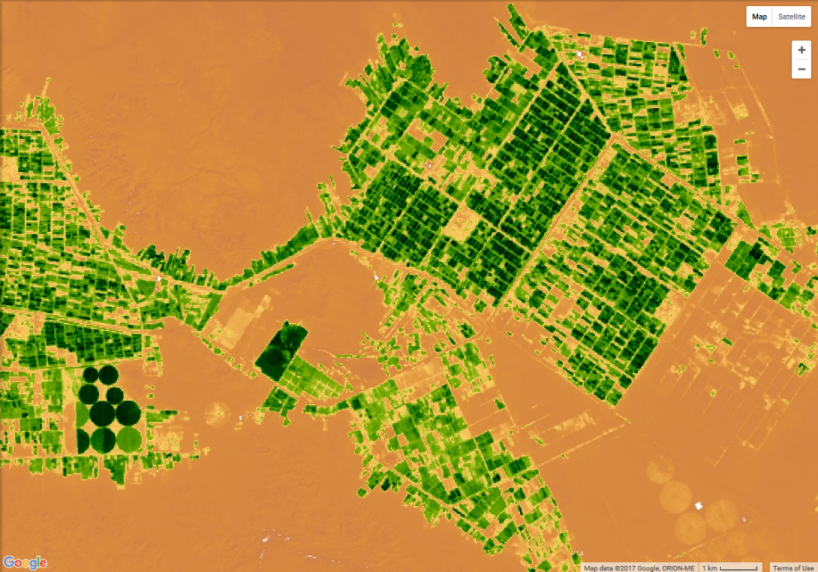 Map Satellite
+
−
Google
Map data ©2017 Google, ORION-ME 1 km Terms of Use